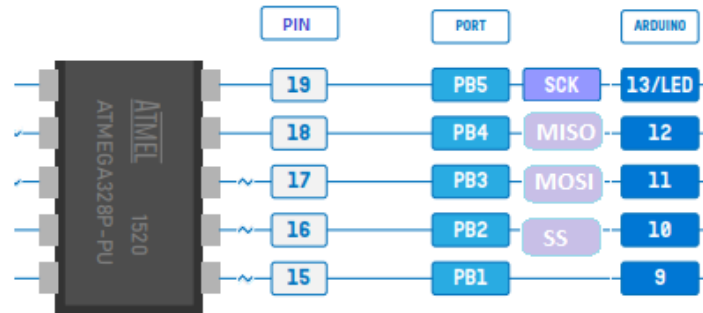 PIN PORT ARDUINO
19 PB5 SCK 13/LED
18 PB4 MISO 12
~ 17 PB3 MOSI 11
~ 16 PB2 SS 10
~ 15 PB1 9
ATMEL
ATMEGA328P-PU
1520